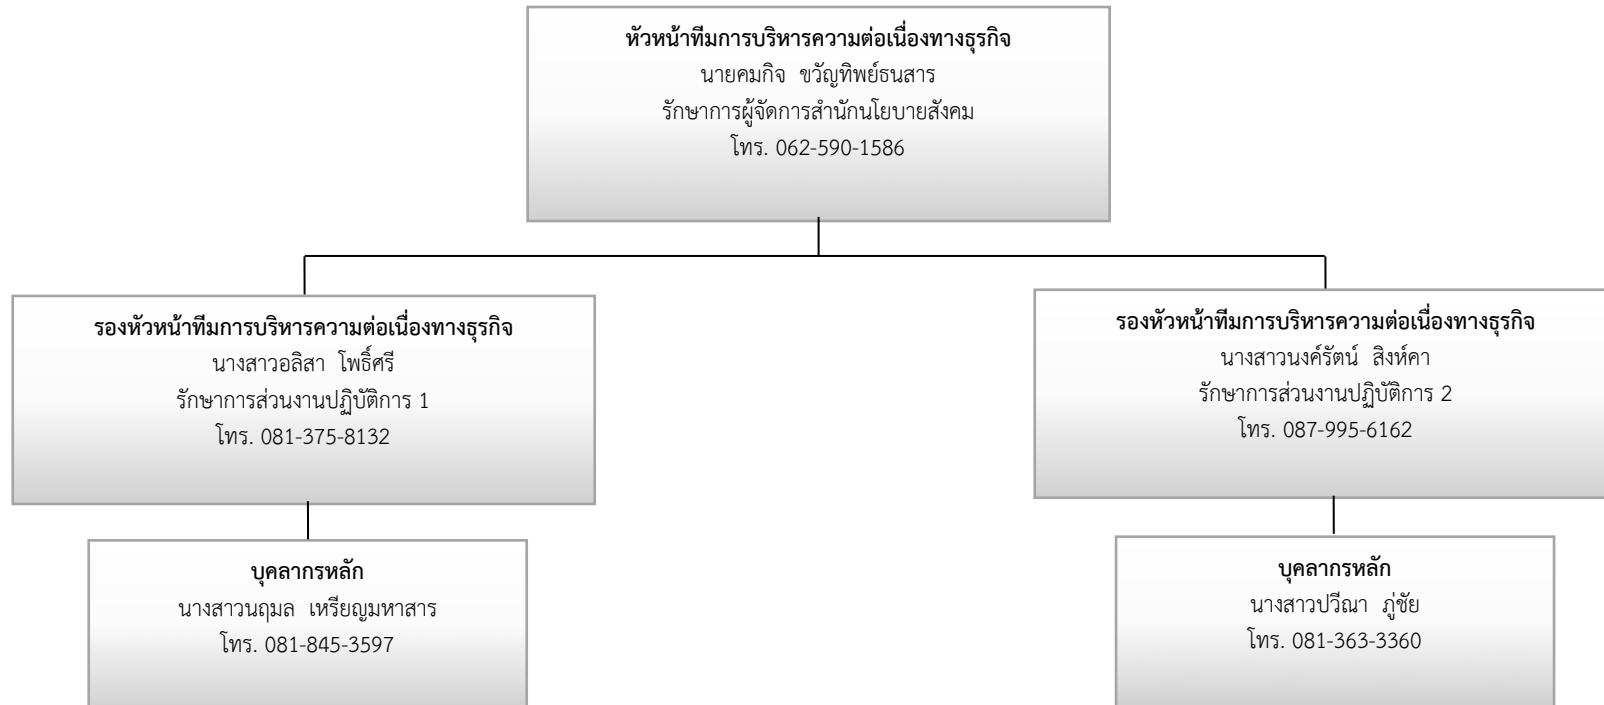 หัวหน้าทีมการบริหารความต่อเนื่องทางธุรกิจ
นายคมกิจ ขวัญทิพย์ธนสาร
รักษาการผู้จัดการสำนักนโยบายสังคม
โทร. 062-590-1586
รองหัวหน้าทีมการบริหารความต่อเนื่องทางธุรกิจ
นางสาวอลิสา โพธิ์ศรี
รักษาการส่วนงานปฏิบัติการ 1
โทร. 081-375-8132
รองหัวหน้าทีมการบริหารความต่อเนื่องทางธุรกิจ
นางสาวนงค์รัตน์ สิงห์คา
รักษาการส่วนงานปฏิบัติการ 2
โทร. 087-995-6162
บุคลากรหลัก
นางสาวนฤมล เหรียญมหาสาร
โทร. 081-845-3597
บุคลากรหลัก
นางสาวปวีณา ภู่ชัย
โทร. 081-363-3360